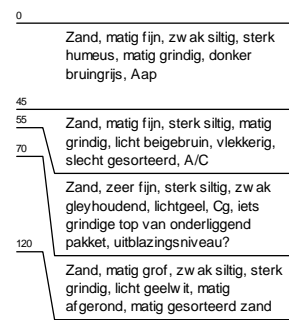 0
Zand, matig fijn, zwak siltig, sterk
humeus, matig grindig, donker
bruingrijs, Aap
45
55
Zand, matig fijn, sterk siltig, matig
grindig, licht beigebruin, vlekkerig,
slecht gesorteerd, A/C
70
Zand, zeer fijn, sterk siltig, zwak
gleyhoudend, lichtgeel, Cg, iets
grindige top van onderliggend
pakket, uitblazingsniveau?
120
Zand, matig grof, zwak siltig, sterk
grindig, licht geelwit, matig
afgerond, matig gesorteerd zand